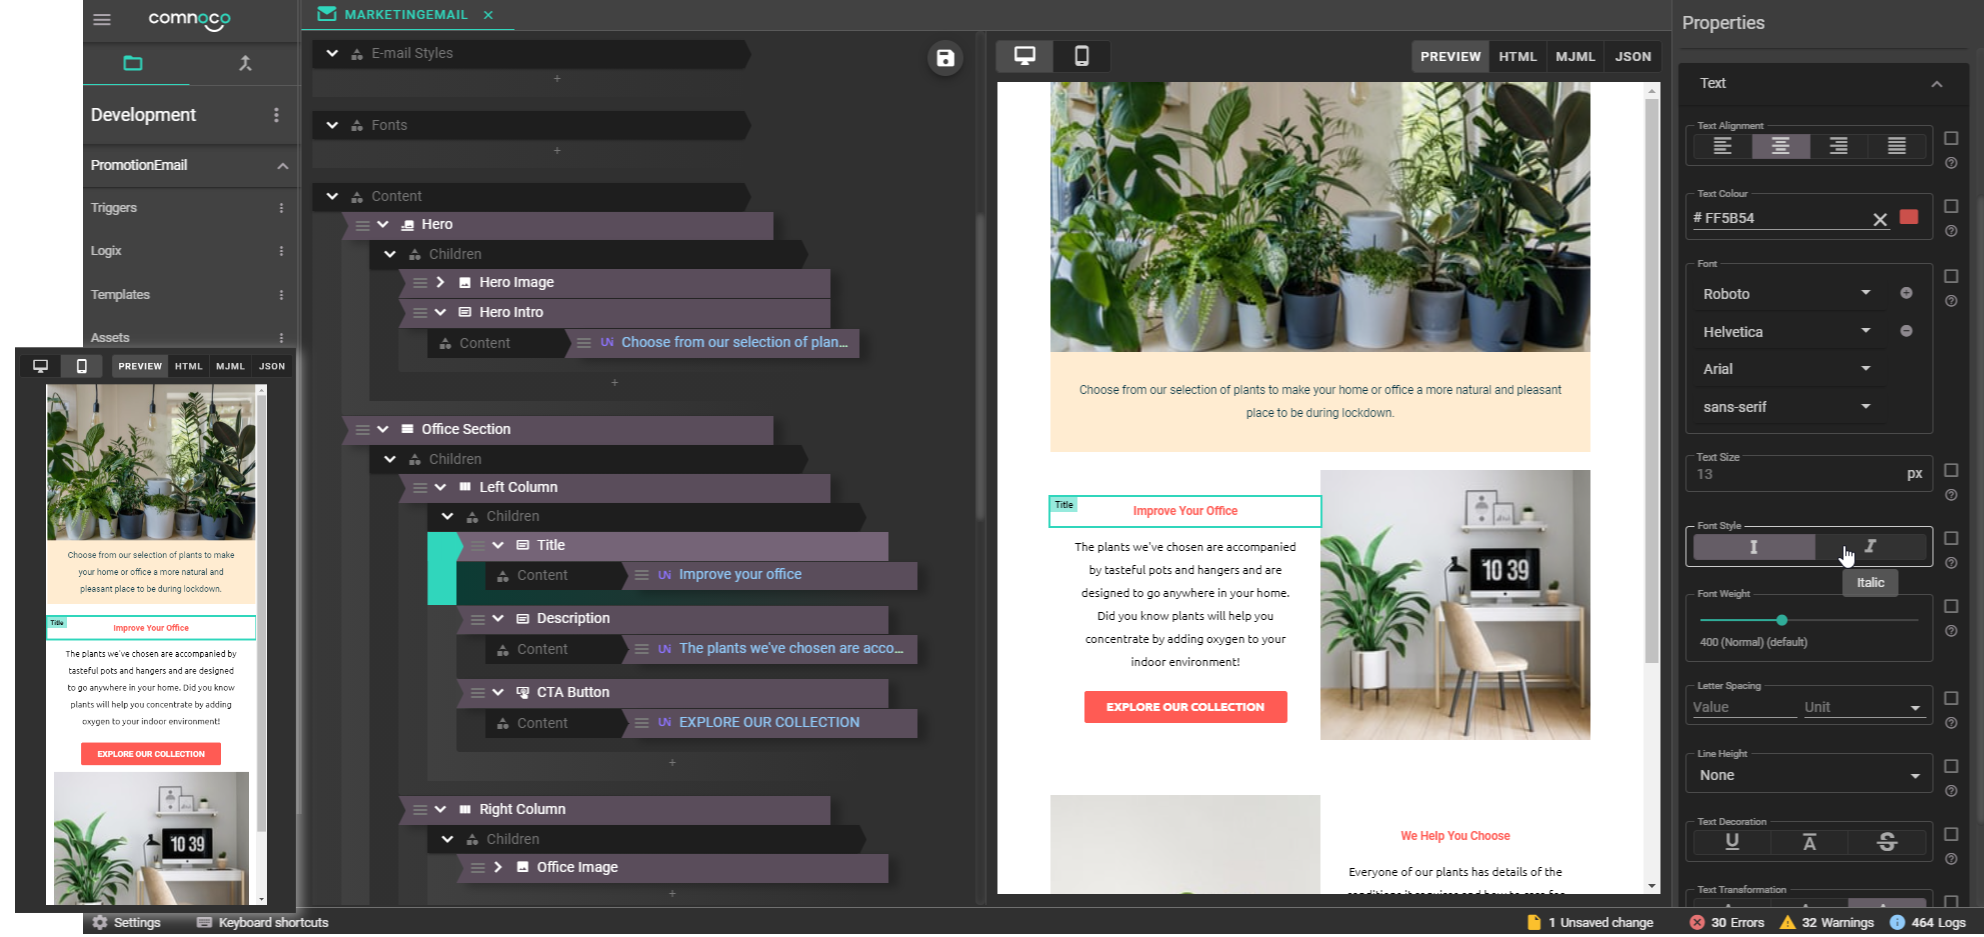 comnoco
Development
PromotionEmail
Triggers
Logix
Templates
Assets
PREVIEW HTML MJML JSON
Choose from our selection of plants to make
your home or office a more natural and
pleasant place to be during lockdown.
Title
Improve Your Office
The plants we've chosen are accompanied by
tasteful pots and hangers and are designed
to go anywhere in your home. Did you know
plants will help you concentrate by adding
oxygen to your indoor environment!
EXPLORE OUR COLLECTION
10 39
Settings
Keyboard shortcuts
MARKETINGEMAIL
E-mail Styles
+
Fonts
+
Content
Hero
Children
Hero Image
Hero Intro
Content
Choose from our selection of plan...
+
Office Section
Children
Left Column
Children
Title
Content
Improve your office
Description
Content
The plants we've chosen are acco...
CTA Button
Content
EXPLORE OUR COLLECTION
+
Right Column
Children
Office Image
+
PREVIEW HTML MJML JSON
Choose from our selection of plants to make your home or office a more natural and pleasant
place to be during lockdown.
Title
Improve Your Office
The plants we've chosen are accompanied
by tasteful pots and hangers and are
designed to go anywhere in your home.
Did you know plants will help you
concentrate by adding oxygen to your
indoor environment!
EXPLORE OUR COLLECTION
10 39
We Help You Choose
Everyone of our plants has details of the
conditions it requires and how to care for
Properties
Text
Text Alignment
Text Colour
# FF5B54
Font
Roboto
Helvetica
Arial
sans-serif
Text Size
13 px
Font Style
I I
Italic
Font Weight
400 (Normal) (default)
Letter Spacing
Value Unit
Line Height
None
Text Decoration
U A S
Text Transformation
1 Unsaved change
30 Errors
32 Warnings
464 Logs